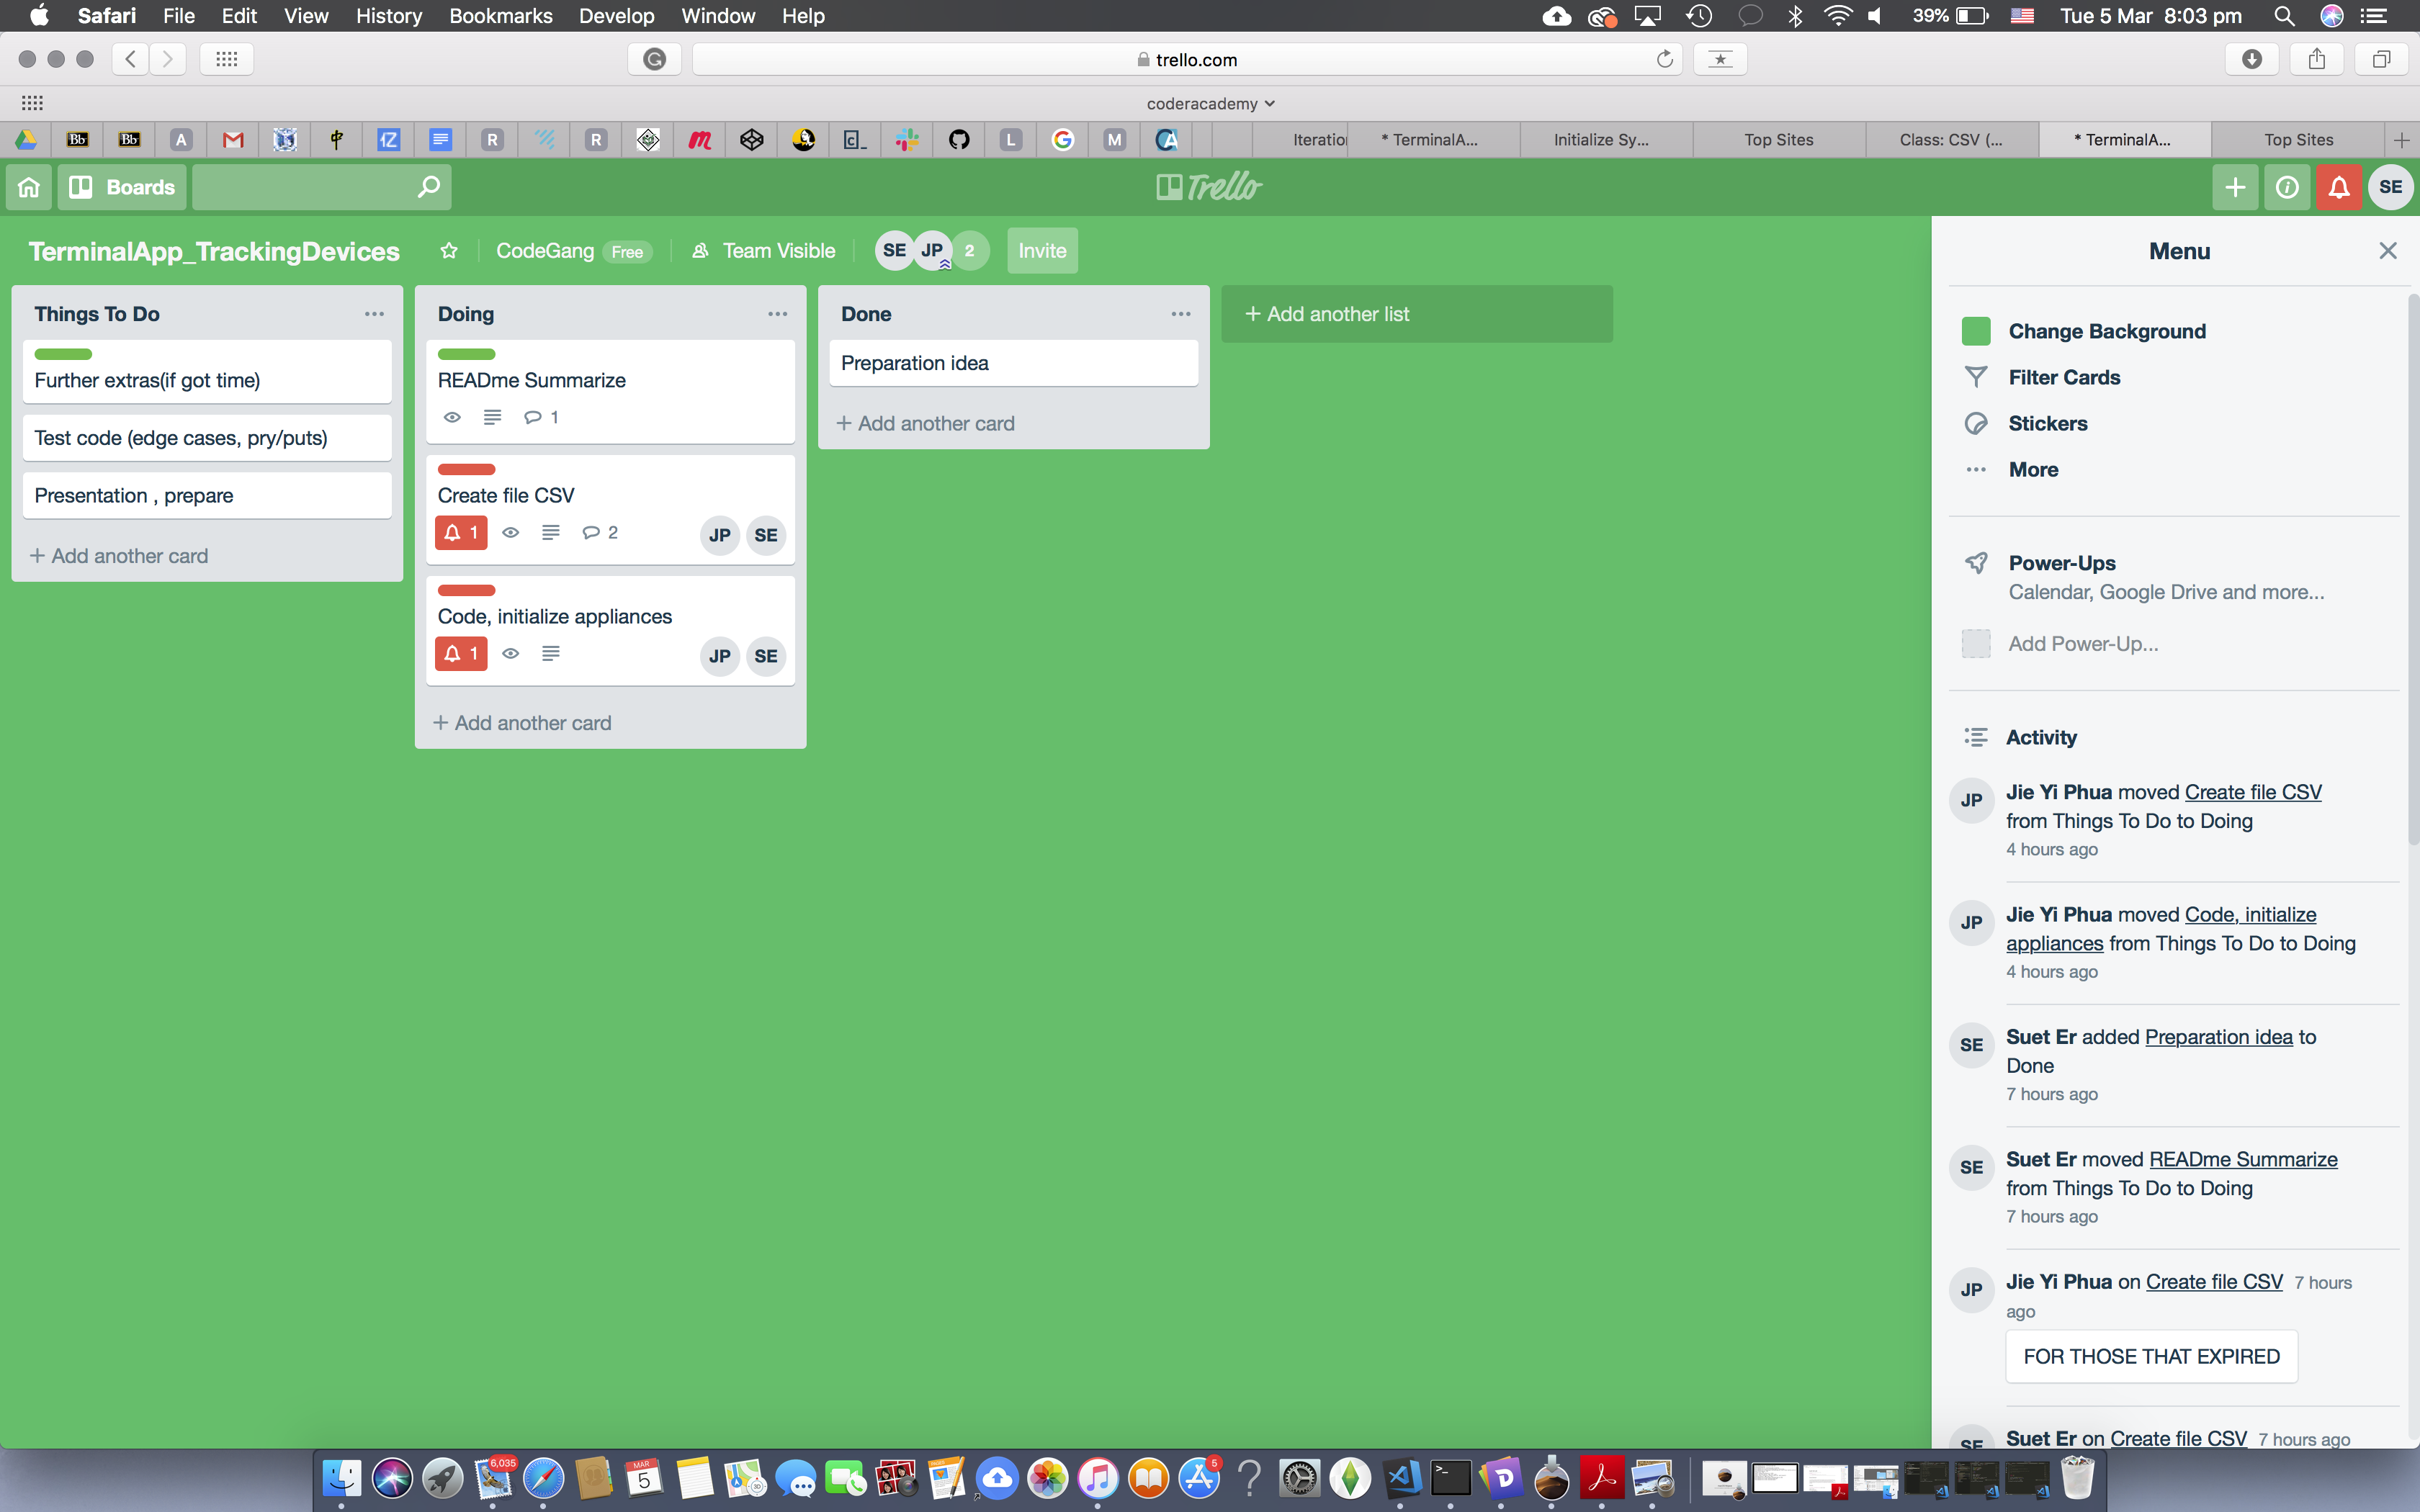 Safari File Edit View History Bookmarks Develop Window Help 39% Tue 5 Mar 8:03 pm
trello.com
coderacademy
Bb Bb A 12 R R c]_ L G M CA Iteratio * TerminalA... Initialize Sy... Top Sites Class: CSV (... * TerminalA... Top Sites
Boards Trello SE
TerminalApp_TrackingDevices CodeGang Free Team Visible SE JP 2 Invite
Things To Do
Further extras(if got time)
Test code (edge cases, pry/puts)
Presentation , prepare
+ Add another card
Doing
READme Summarize
1
Create file CSV
1 2 JP SE
Code, initialize appliances
1 JP SE
+ Add another card
Done
Preparation idea
+ Add another card
+ Add another list
Menu
Change Background
Filter Cards
Stickers
More
Power-Ups
Calendar, Google Drive and more...
Add Power-Up...
Activity
JP Jie Yi Phua moved Create file CSV
from Things To Do to Doing
4 hours ago
JP Jie Yi Phua moved Code, initialize
appliances from Things To Do to Doing
4 hours ago
SE Suet Er added Preparation idea to
Done
7 hours ago
SE Suet Er moved READme Summarize
from Things To Do to Doing
7 hours ago
JP Jie Yi Phua on Create file CSV 7 hours
ago
FOR THOSE THAT EXPIRED
SE Suet Er on Create file CSV 7 hours ago
6,035 MAR 5 3D 5